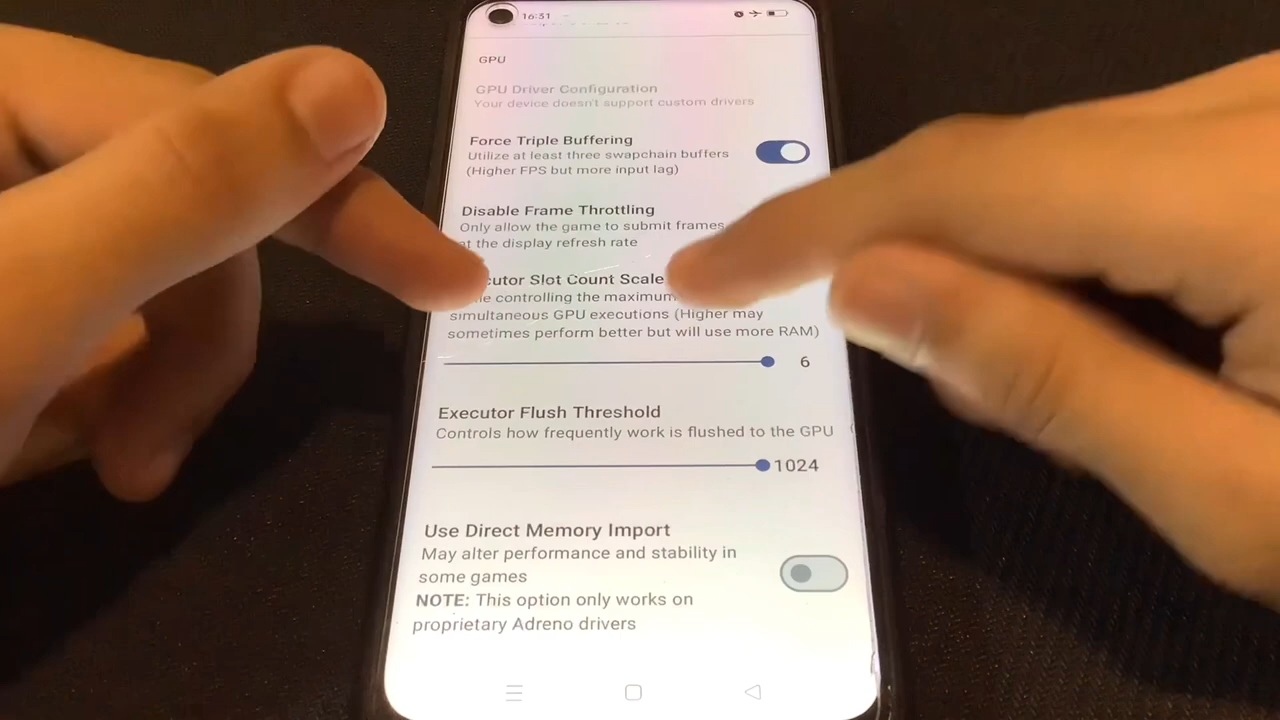 16:51
GPU
GPU Driver Configuration
Your device doesn't support custom drivers
Force Triple Buffering
Utilize at least three swapchain buffers
(Higher FPS but more input lag)
Disable Frame Throttling
Only allow the game to submit frames
at the display refresh rate
Slot Count Scale
controlling the maximum
simultaneous GPU executions (Higher may
sometimes perform better but will use more RAM)
6
Executor Flush Threshold
Controls how frequently work is flushed to the GPU
1024
Use Direct Memory Import
May alter performance and stability in
some games
NOTE: This option only works on
proprietary Adreno drivers